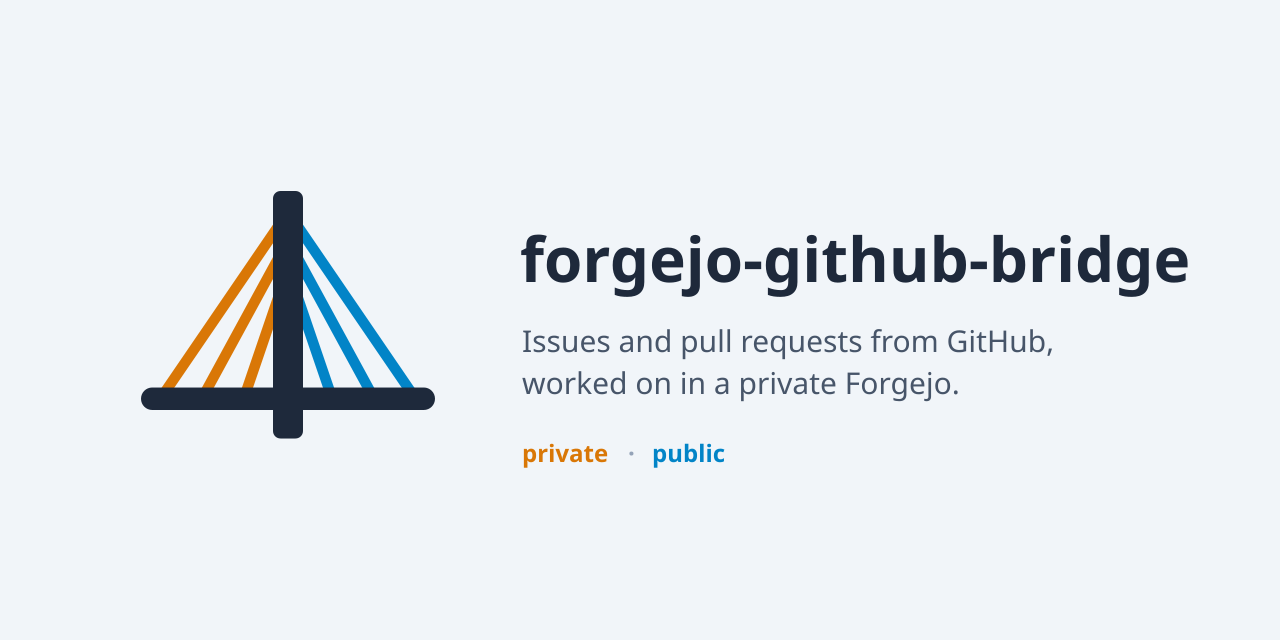 forgejo-github-bridge
Issues and pull requests from GitHub,
worked on in a private Forgejo.
private · public